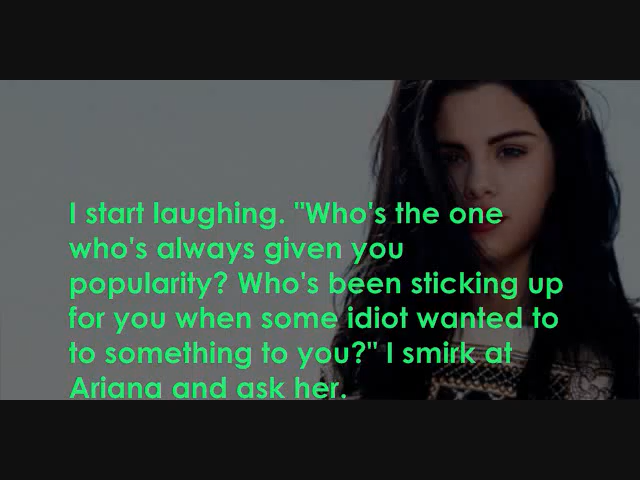 I start laughing. "Who's the one
who's always given you
popularity? Who's been sticking up
for you when some idiot wanted to
to something to you?" I smirk at
Ariana and ask her.